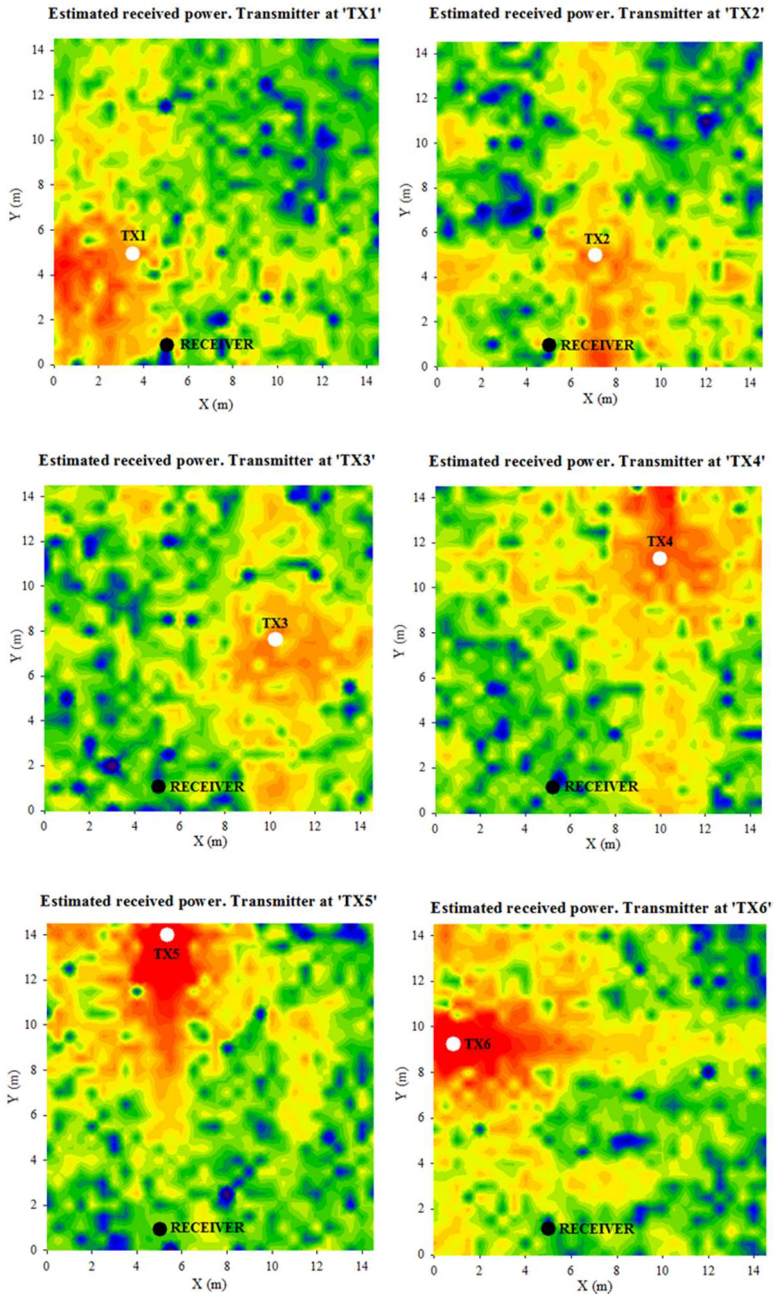 Estimated received power. Transmitter at 'TX1'
Estimated received power. Transmitter at 'TX2'
14
12
10
8
6
4
2
0
Y (m)
TX1
RECEIVER
0 2 4 6 8 10 12 14
X (m)
14
12
10
8
6
4
2
0
Y (m)
TX2
RECEIVER
0 2 4 6 8 10 12 14
X (m)
Estimated received power. Transmitter at 'TX3'
Estimated received power. Transmitter at 'TX4'
14
12
10
8
6
4
2
0
Y (m)
TX3
RECEIVER
0 2 4 6 8 10 12 14
X (m)
14
12
10
8
6
4
2
0
Y (m)
TX4
RECEIVER
0 2 4 6 8 10 12 14
X (m)
Estimated received power. Transmitter at 'TX5'
Estimated received power. Transmitter at 'TX6'
14
12
10
8
6
4
2
0
Y (m)
TX5
RECEIVER
0 2 4 6 8 10 12 14
X (m)
14
12
10
8
6
4
2
0
Y (m)
TX6
RECEIVER
0 2 4 6 8 10 12 14
X (m)